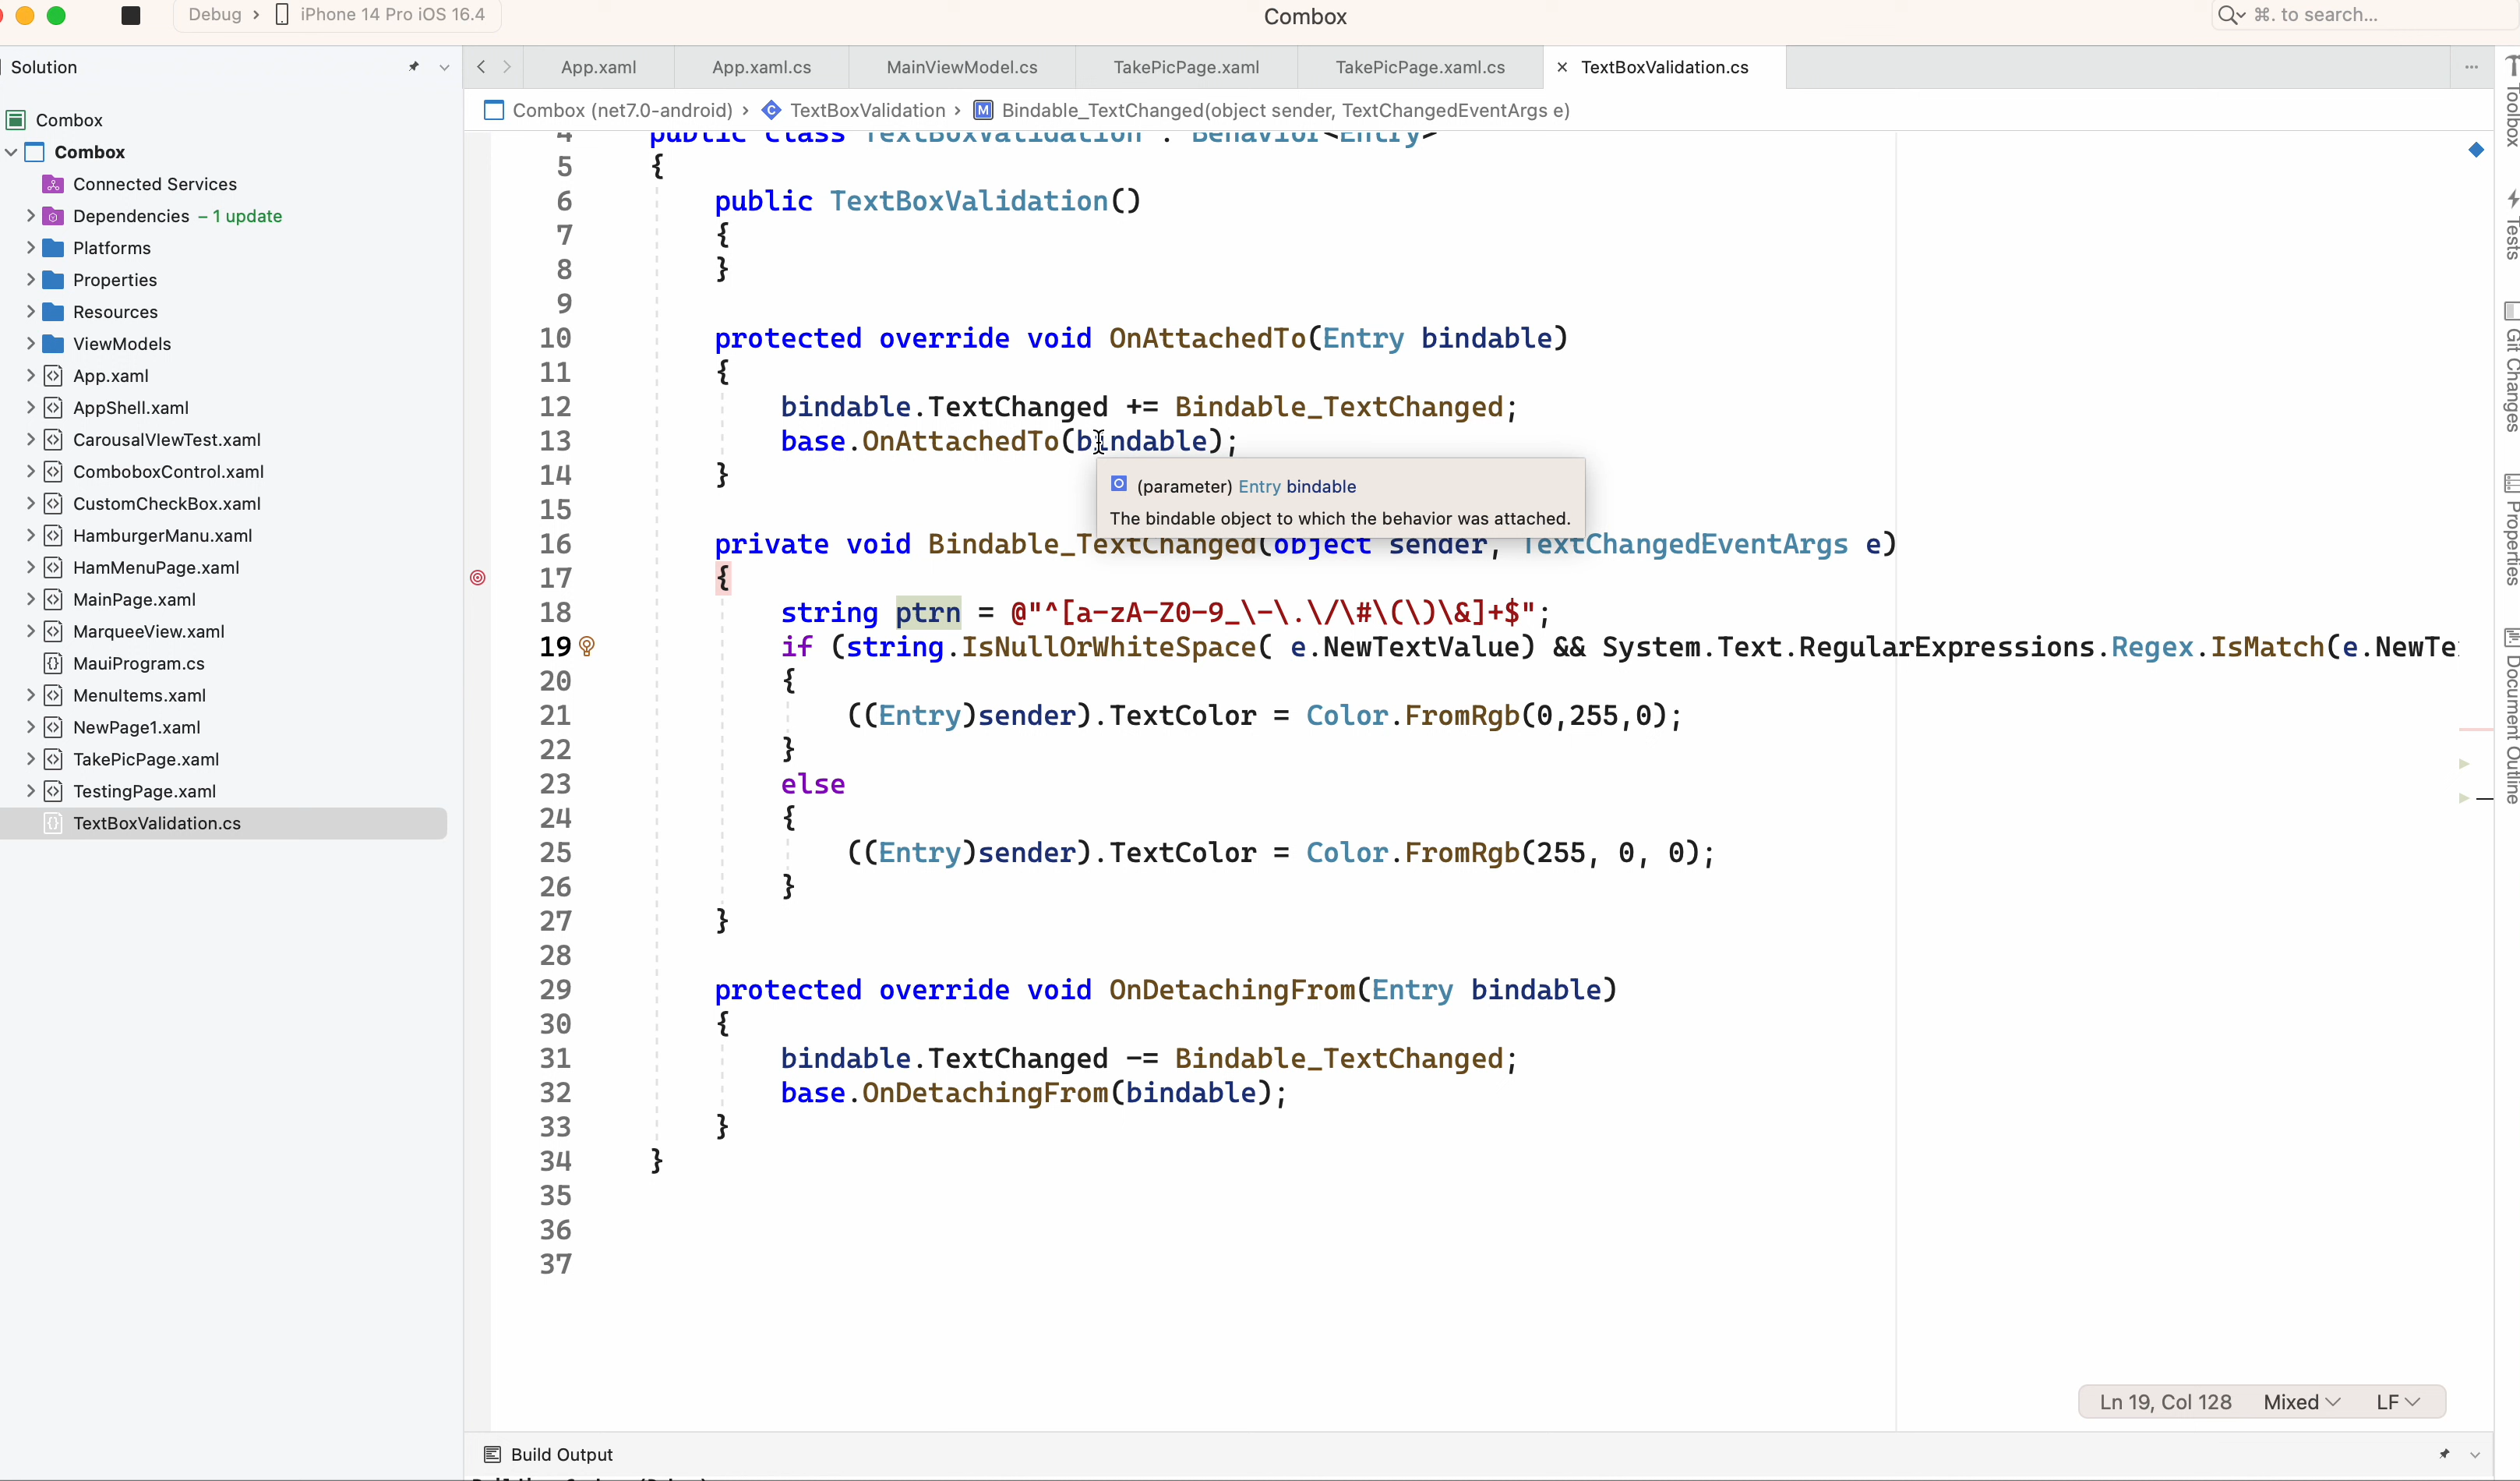 Debug > iPhone 14 Pro iOS 16.4
Combox
⌘. to search...
Solution
Combox
Combox
Connected Services
Dependencies – 1 update
Platforms
Properties
Resources
ViewModels
App.xaml
AppShell.xaml
CarousalVIewTest.xaml
ComboboxControl.xaml
CustomCheckBox.xaml
HamburgerManu.xaml
HamMenuPage.xaml
MainPage.xaml
MarqueeView.xaml
MauiProgram.cs
MenuItems.xaml
NewPage1.xaml
TakePicPage.xaml
TestingPage.xaml
TextBoxValidation.cs
App.xaml
App.xaml.cs
MainViewModel.cs
TakePicPage.xaml
TakePicPage.xaml.cs
TextBoxValidation.cs
Combox (net7.0-android) > TextBoxValidation > Bindable_TextChanged(object sender, TextChangedEventArgs e)
4 public class TextBoxValidation : Behavior<Entry>
5 {
6 public TextBoxValidation()
7 {
8 }
9
10 protected override void OnAttachedTo(Entry bindable)
11 {
12 bindable.TextChanged += Bindable_TextChanged;
13 base.OnAttachedTo(bindable);
14 }
(parameter) Entry bindable
The bindable object to which the behavior was attached.
15
16 private void Bindable_TextChanged(object sender, TextChangedEventArgs e)
17 {
18 string ptrn = @"^[a-zA-Z0-9_\-\.\/\#\(\)\&]+$";
19 if (string.IsNullOrWhiteSpace( e.NewTextValue) && System.Text.RegularExpressions.Regex.IsMatch(e.NewTe
20 {
21 ((Entry)sender).TextColor = Color.FromRgb(0,255,0);
22 }
23 else
24 {
25 ((Entry)sender).TextColor = Color.FromRgb(255, 0, 0);
26 }
27 }
28
29 protected override void OnDetachingFrom(Entry bindable)
30 {
31 bindable.TextChanged -= Bindable_TextChanged;
32 base.OnDetachingFrom(bindable);
33 }
34 }
35
36
37
Ln 19, Col 128 Mixed LF
Build Output
Toolbox
Tests
Git Changes
Properties
Document Outline